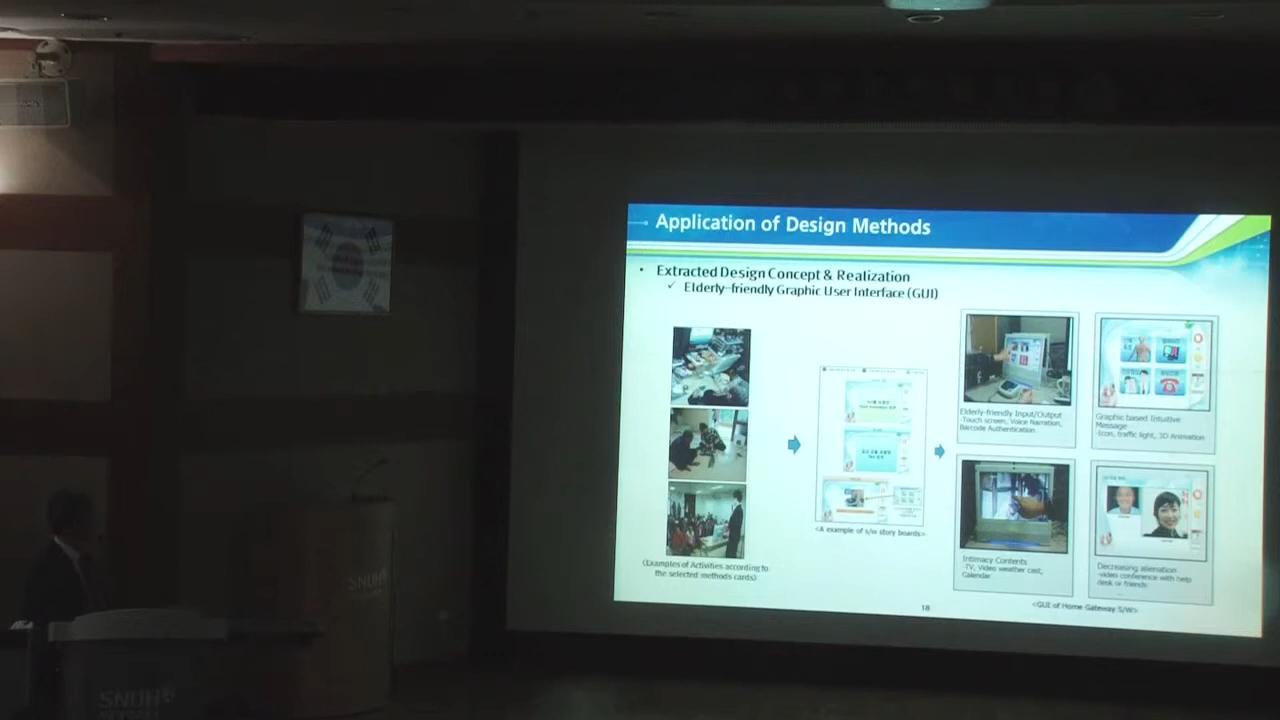 Application of Design Methods
• Extracted Design Concept & Realization
✓ Elderly-friendly Graphic User Interface (GUI)
(Examples of Activities according to
the selected methods cards)
<A example of s/w story boards>
Elderly-friendly Input/Output
-Touch screen, Voice Narration,
Barcode Authentication
Graphic based Intuitive
Message
-Icon, traffic light, 3D Animation
Intimacy Contents
-TV, Video weather cast,
Calendar
Decreasing alienation
-video conference with help
desk or friends
<GUI of Home Gateway S/W>
18
SNUH
SNUH